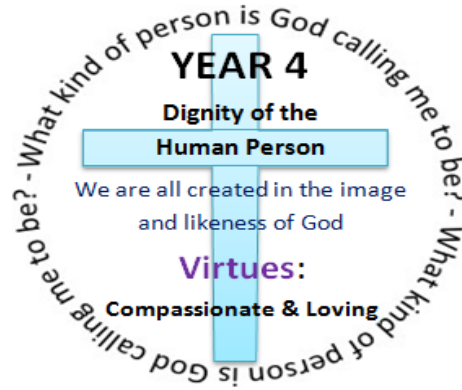 What kind of person is God calling me to be? - What kind of person is God calling me to be? -
YEAR 4
Dignity of the
Human Person
We are all created in the image
and likeness of God
Virtues:
Compassionate & Loving